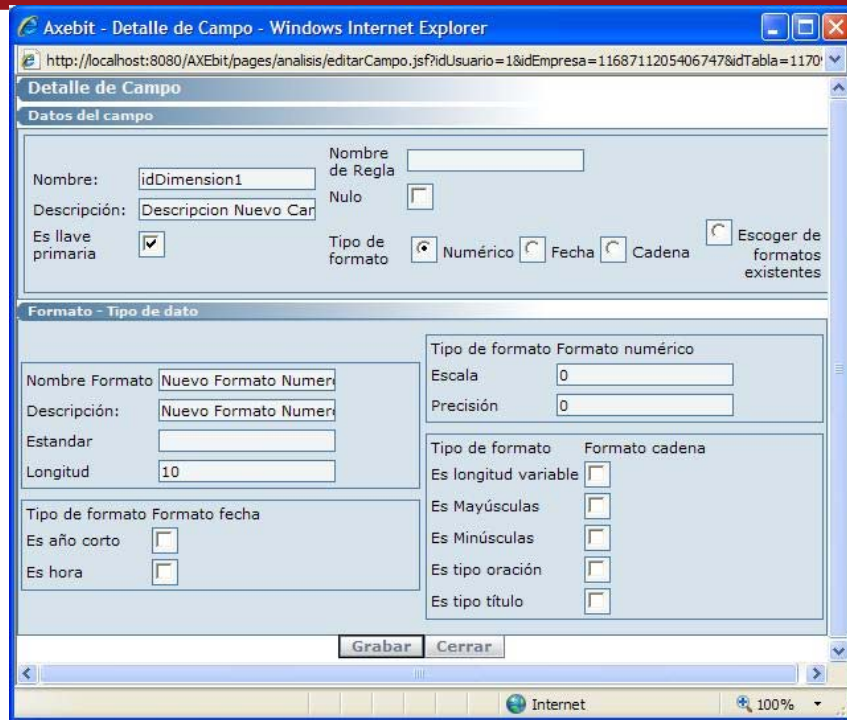 Axebit - Detalle de Campo - Windows Internet Explorer
http://localhost:8080/AXEbit/pages/analisis/editarCampo.jsf?idUsuario=1&idEmpresa=1168711205406747&idTabla=1170
Detalle de Campo
Datos del campo
Nombre: idDimension1
Descripción: Descripcion Nuevo Car
Es llave
primaria
Nombre
de Regla
Nulo
Tipo de
formato
Numérico
Fecha
Cadena
Escoger de
formatos
existentes
Formato - Tipo de dato
Nombre Formato Nuevo Formato Numer
Descripción: Nuevo Formato Numer
Estandar
Longitud 10
Tipo de formato Formato fecha
Es año corto
Es hora
Tipo de formato Formato numérico
Escala 0
Precisión 0
Tipo de formato Formato cadena
Es longitud variable
Es Mayúsculas
Es Minúsculas
Es tipo oración
Es tipo título
Grabar Cerrar
Internet 100%